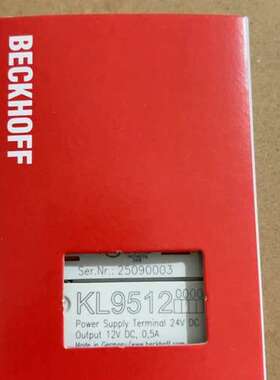 BECKHOFF
Ser.Nr.: 25090003
KL9512
0000
Power Supply Terminal 24V DC
Output 12V DC, 0,5A
Made in Germany/www.beckhoff.com